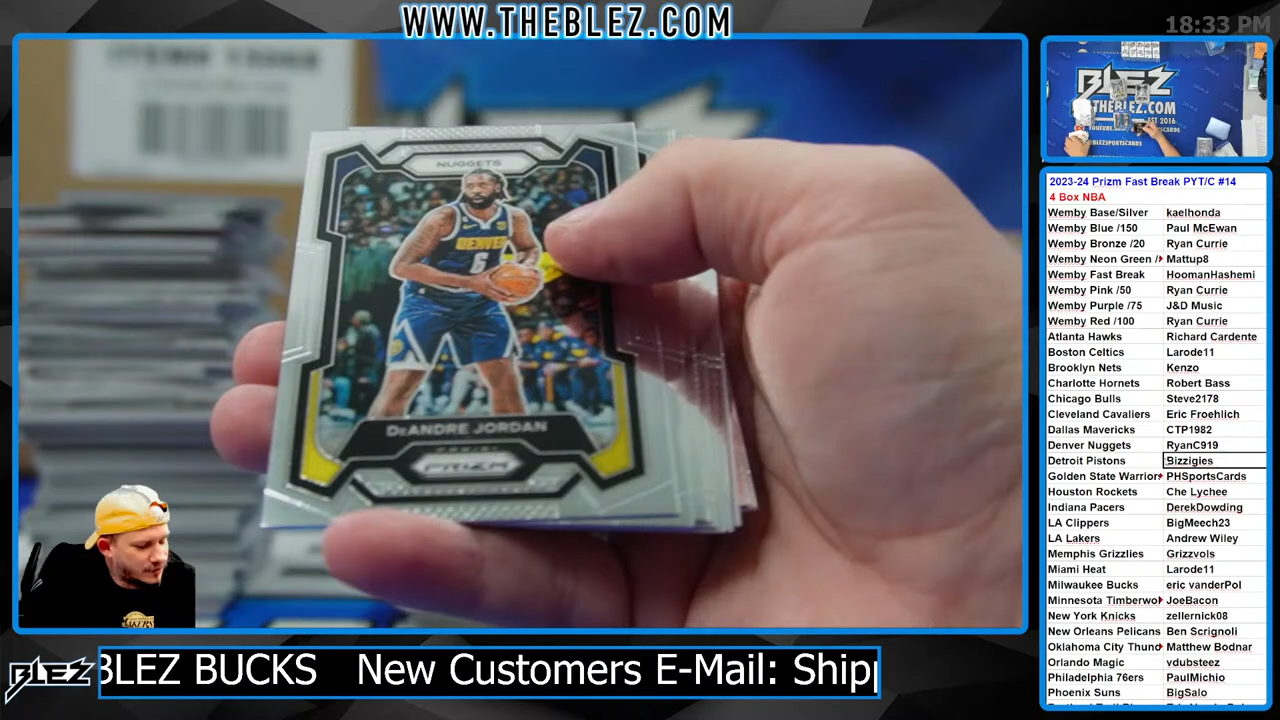 WWW.THEBLEZ.COM
18:33 PM
NUGGETS
DENVER
6
DeANDRE JORDAN
PANINI
PRIZM
BLEZ
THEBLEZ.COM
EST 2016
2023-24 Prizm Fast Break PYT/C #14
4 Box NBA
Wemby Base/Silver kaelhonda
Wemby Blue /150 Paul McEwan
Wemby Bronze /20 Ryan Currie
Wemby Neon Green / Mattup8
Wemby Fast Break HoomanHashemi
Wemby Pink /50 Ryan Currie
Wemby Purple /75 J&D Music
Wemby Red /100 Ryan Currie
Atlanta Hawks Richard Cardente
Boston Celtics Larode11
Brooklyn Nets Kenzo
Charlotte Hornets Robert Bass
Chicago Bulls Steve2178
Cleveland Cavaliers Eric Froehlich
Dallas Mavericks CTP1982
Denver Nuggets RyanC919
Detroit Pistons Bizzigies
Golden State Warrior PHSportsCards
Houston Rockets Che Lychee
Indiana Pacers DerekDowding
LA Clippers BigMeech23
LA Lakers Andrew Wiley
Memphis Grizzlies Grizzvols
Miami Heat Larode11
Milwaukee Bucks eric vanderPol
Minnesota Timberwol JoeBacon
New York Knicks zellernick08
New Orleans Pelicans Ben Scrignoli
Oklahoma City Thund Matthew Bodnar
Orlando Magic vdubsteez
Philadelphia 76ers PaulMichio
Phoenix Suns BigSalo
BLEZ
BLEZ BUCKS New Customers E-Mail: Ship